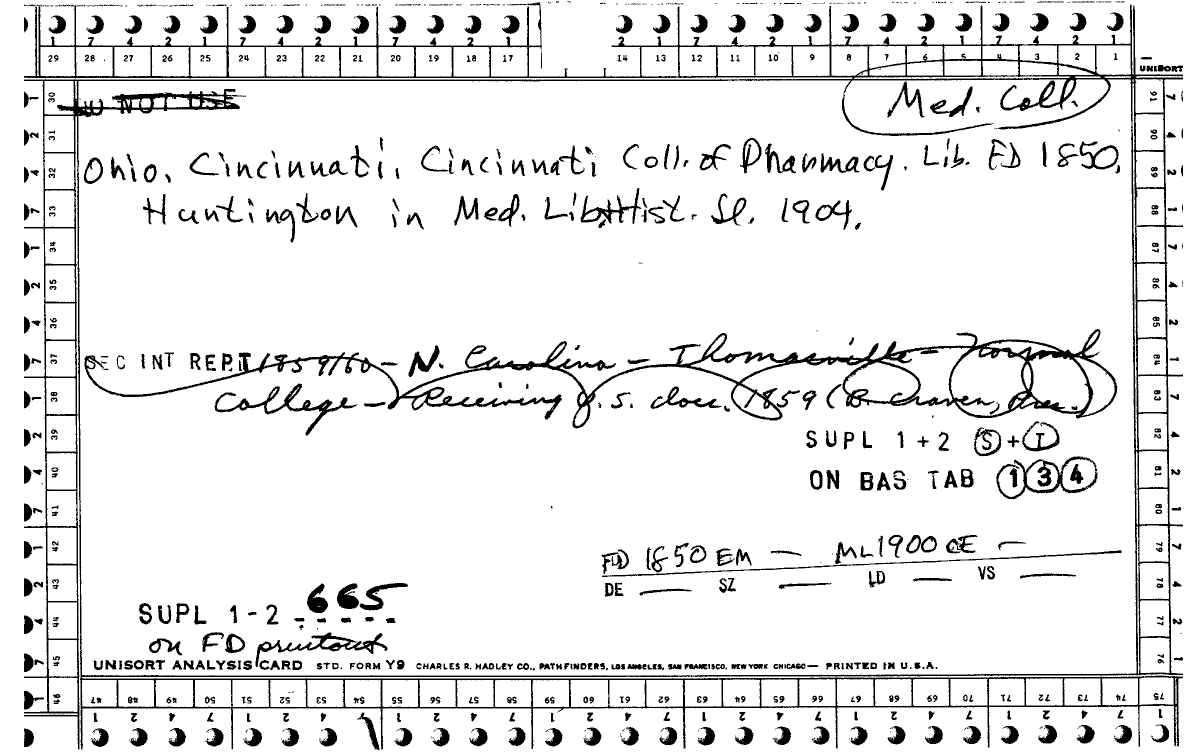 7 4 2 1 7 4 2 1 7 4 2 1 2 1 7 4 2 1 7 4 2 1 7 4 2 1
29 28 27 26 25 24 23 22 21 20 19 18 17 14 13 12 11 10 9 8 7 6 5 4 3 2 1
UNISORT
DO NOT USE
Med. Coll.
Ohio. Cincinnati. Cincinnati Coll. of Pharmacy. Lib. ED 1850.
Huntington in Med. Lib. Hist. Sl. 1904.
SEC INT REPT 1859/60 - N. Carolina - Thomasville - Normal
College - Receiving U.S. docs. 1859 (B. Craven, Pres.)
SUPL 1+2 S+T
ON BAS TAB 1 3 4
FD 1850 EM — ML 1900 CE —
DE — SZ — LD — VS —
SUPL 1-2 665
on FD printout
UNISORT ANALYSIS CARD STD. FORM Y9 CHARLES R. HADLEY CO., PATHFINDERS, LOS ANGELES, SAN FRANCISCO, NEW YORK CHICAGO — PRINTED IN U.S.A.
30 31 32 33 34 35 36 37 38 39 40 41 42 43 44 45 46
91 90 89 88 87 86 85 84 83 82 81 80 79 78 77 76 75
47 48 49 50 51 52 53 54 55 56 57 58 59 60 61 62 63 64 65 66 67 68 69 70 71 72 73 74
1 2 4 7 1 2 4 1 2 4 7 1 2 4 7 1 2 4 7 1 2 4 7 1 2 4 7